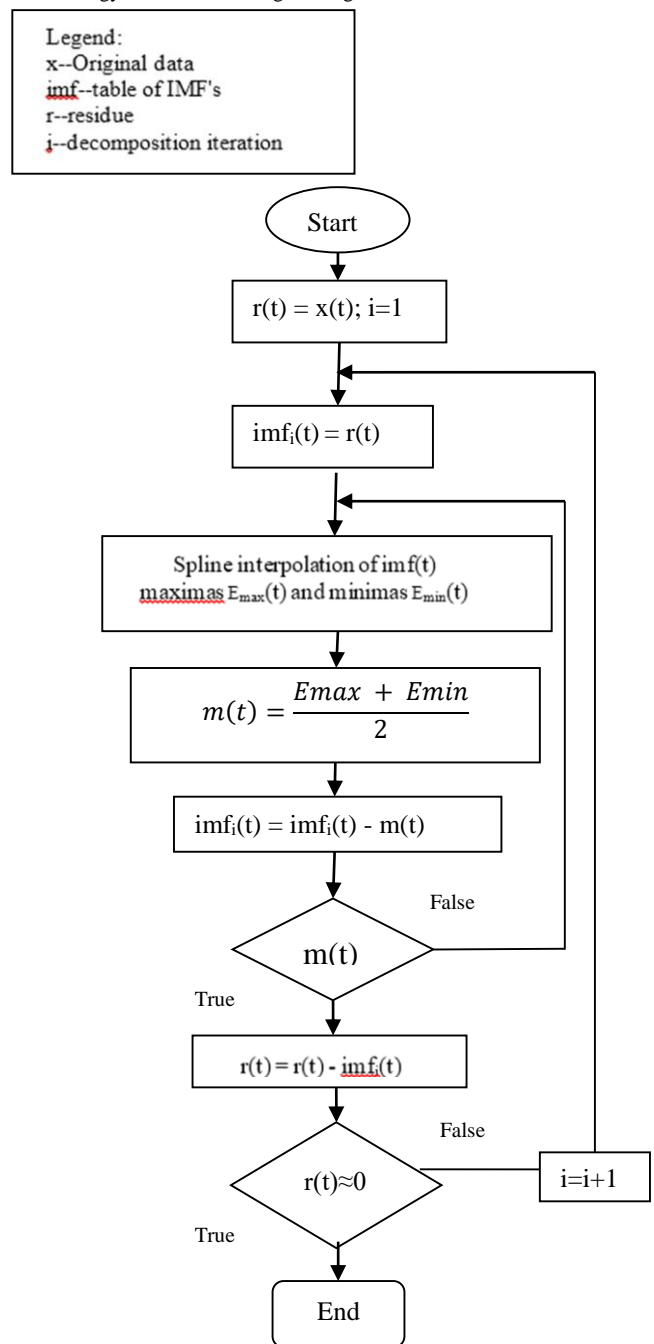 Legend:
x--Original data
imf--table of IMF's
r--residue
i--decomposition iteration
Start
r(t) = x(t); i=1
imfᵢ(t) = r(t)
Spline interpolation of imf(t)
maximas Eₘₐₓ(t) and minimas Eₘᵢₙ(t)
m(t) = (Emax + Emin)/2
imfᵢ(t) = imfᵢ(t) - m(t)
False
m(t)
True
r(t) = r(t) - imfᵢ(t)
False
r(t)≈0
i=i+1
True
End